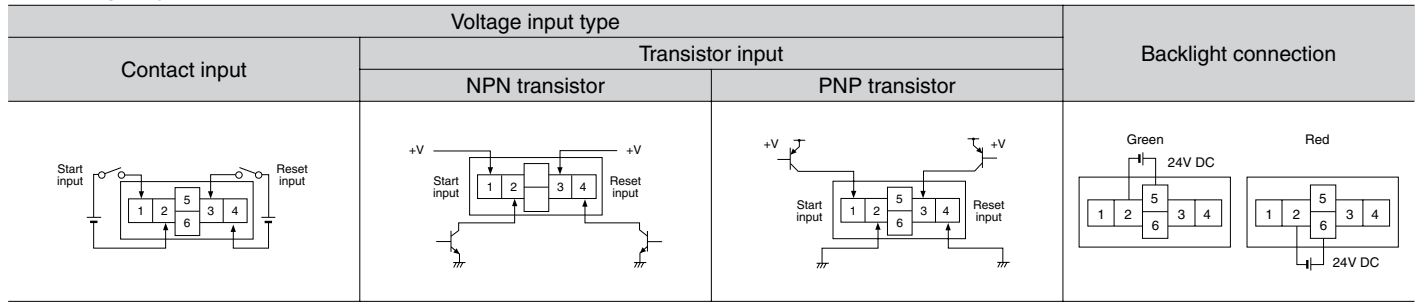 Voltage input type
Backlight connection
Contact input
Transistor input
NPN transistor
PNP transistor
Start
input
Reset
input
1 2 5 6 3 4
+V
+V
Start
input
Reset
input
1 2 3 4
+V
+V
Start
input
Reset
input
1 2 5 6 3 4
Green
24V DC
1 2 5 6 3 4
Red
1 2 5 6 3 4
24V DC